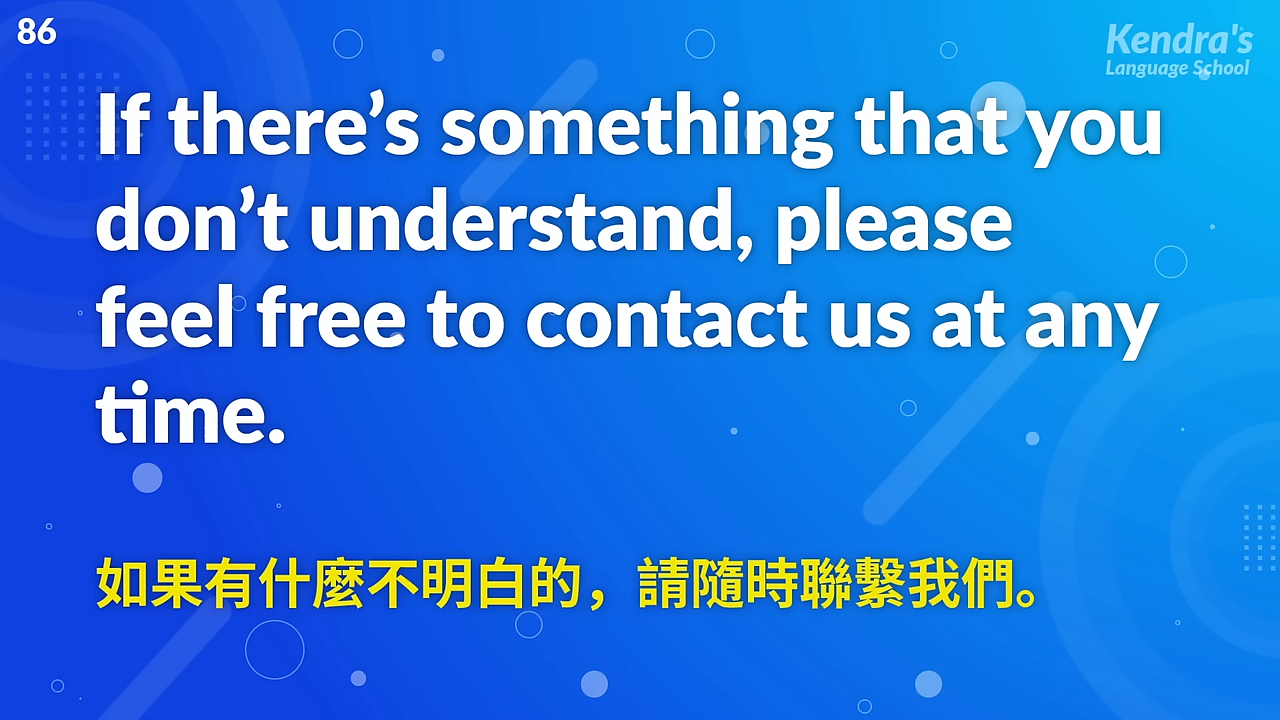 86
Kendra's
Language School
If there’s something that you
don’t understand, please
feel free to contact us at any
time.
如果有什麼不明白的，請隨時聯繫我們。